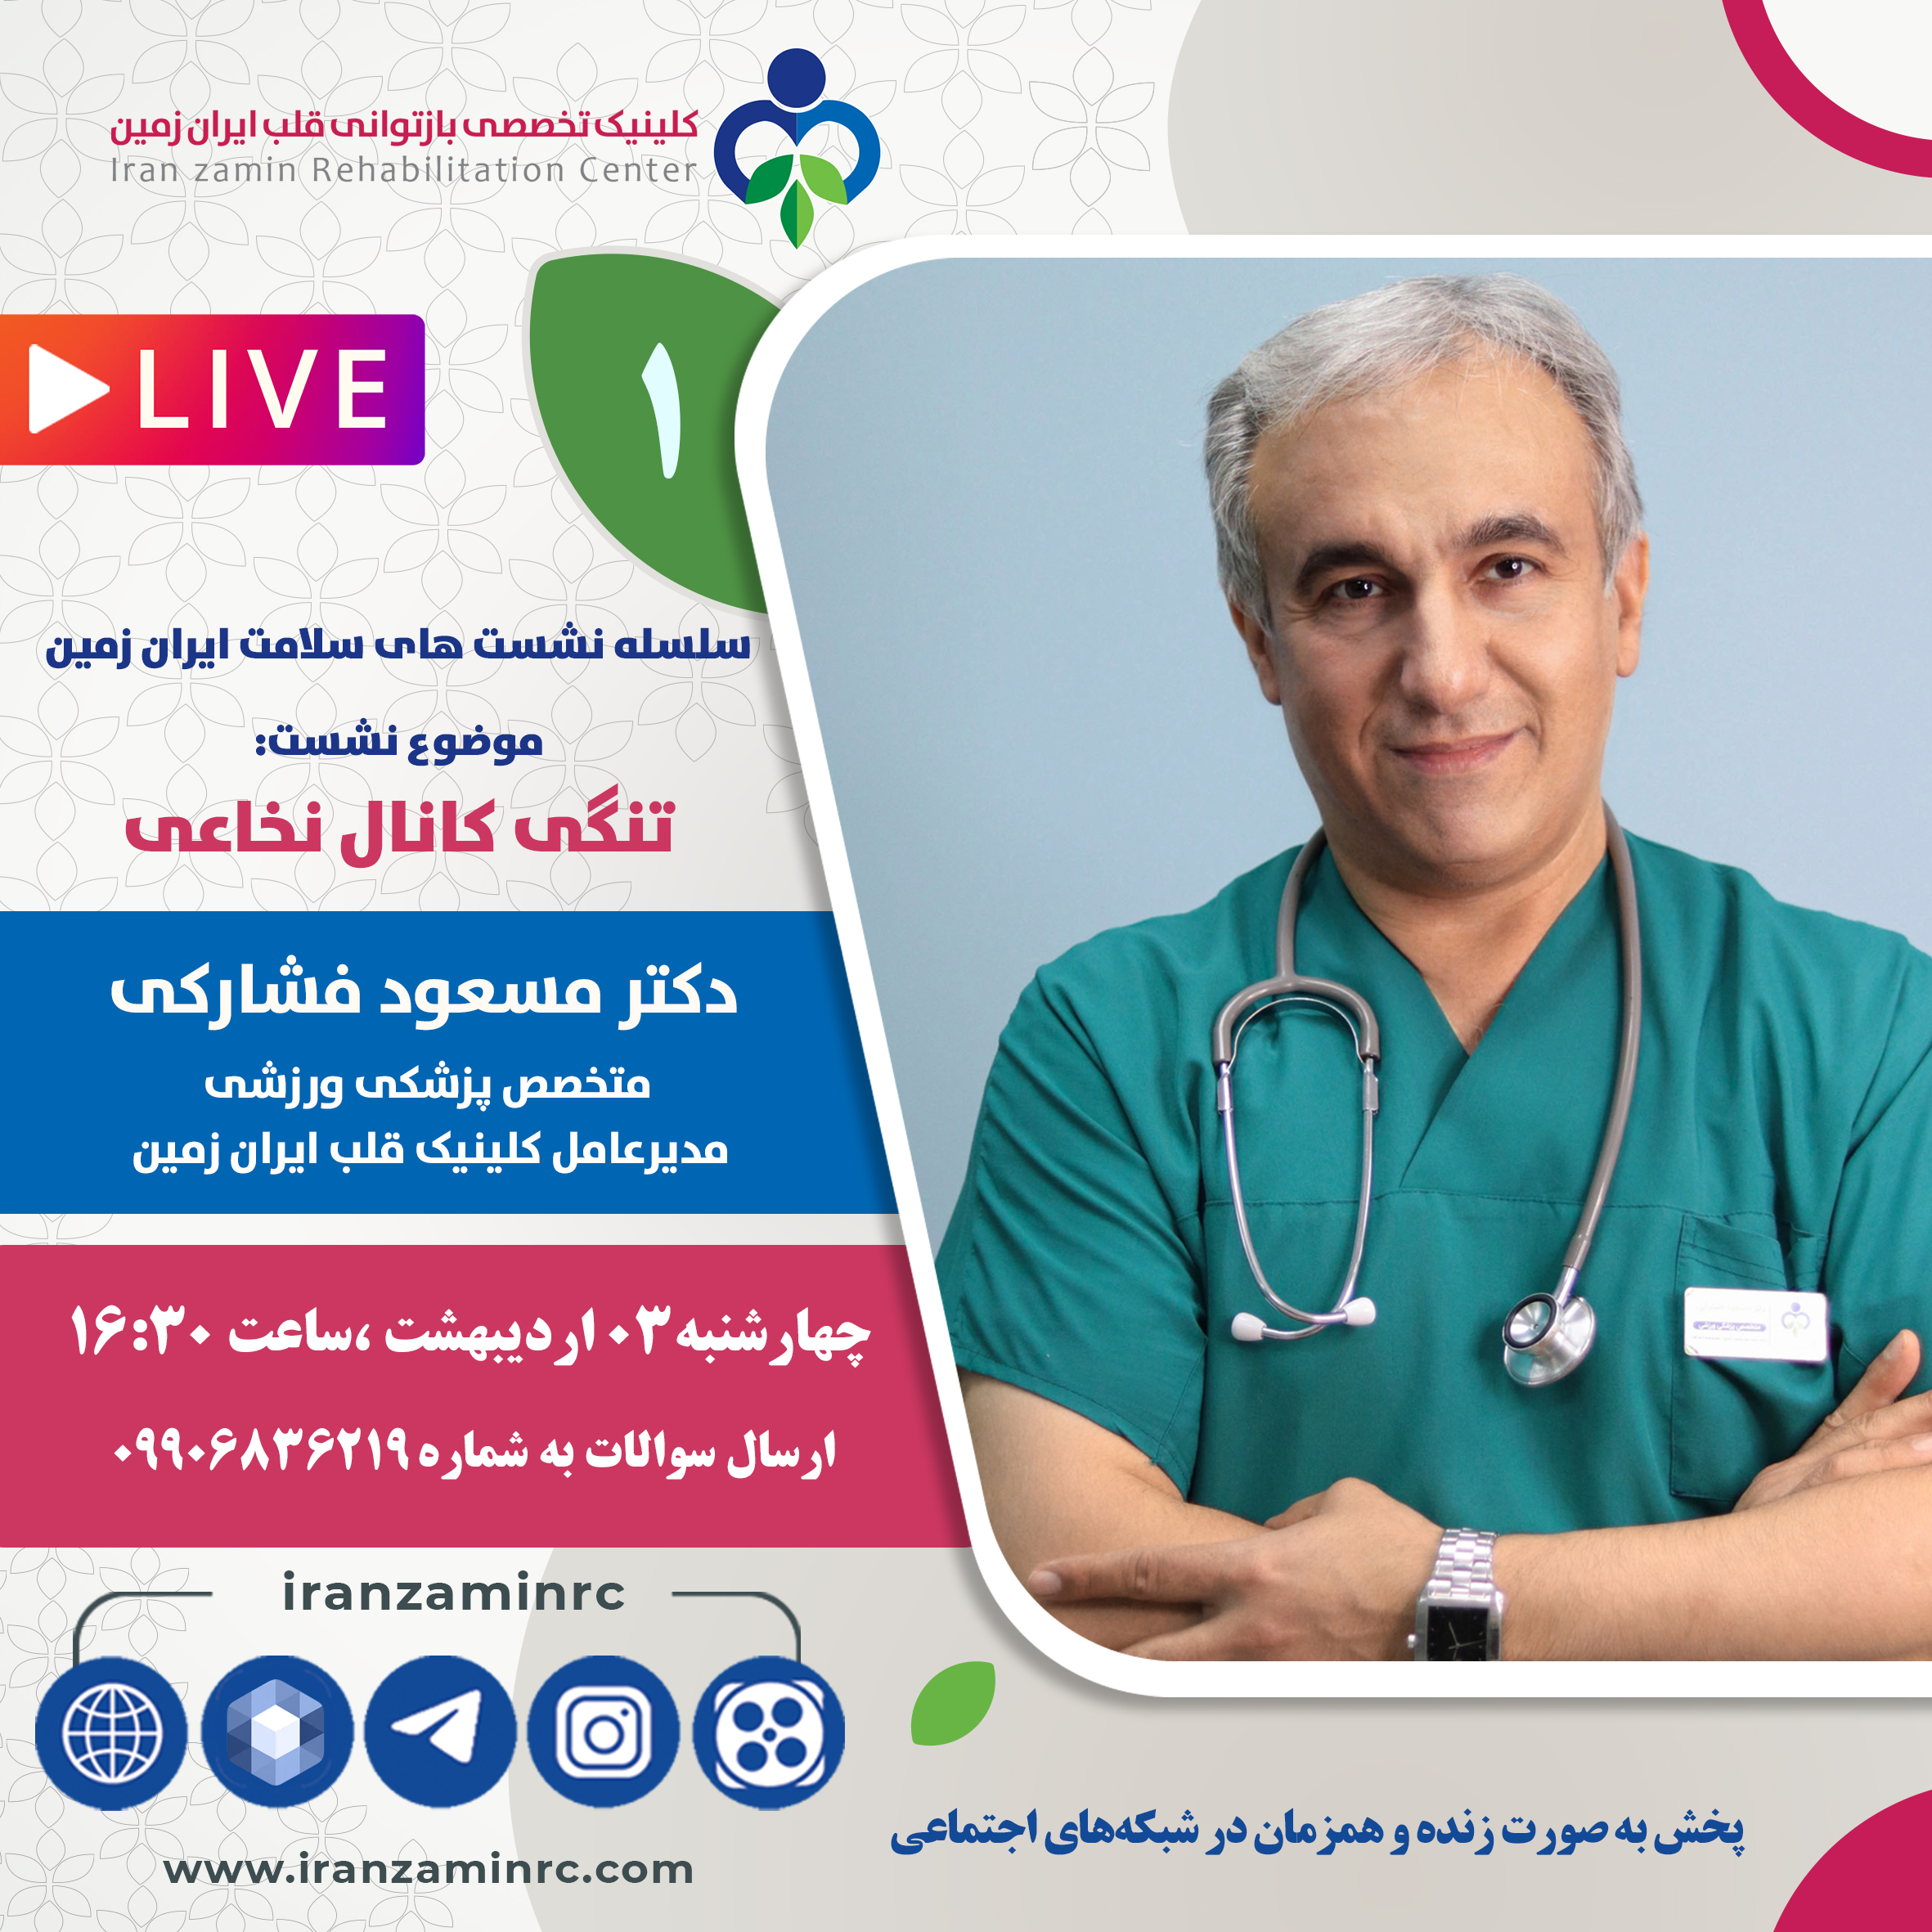 کلینیک تخصصی بازتوانی قلب ایران زمین
Iran zamin Rehabilitation Center
LIVE
۱
سلسله نشست های سلامت ایران زمین
موضوع نشست:
تنگی کانال نخاعی
دکتر مسعود فشارکی
متخصص پزشکی ورزشی
مدیرعامل کلینیک قلب ایران زمین
چهارشنبه ۰۳ اردیبهشت ،ساعت ۱۶:۳۰
ارسال سوالات به شماره ۰۹۹۰۶۸۳۶۲۱۹
iranzaminrc
www.iranzaminrc.com
پخش به صورت زنده و همزمان در شبکه‌های اجتماعی